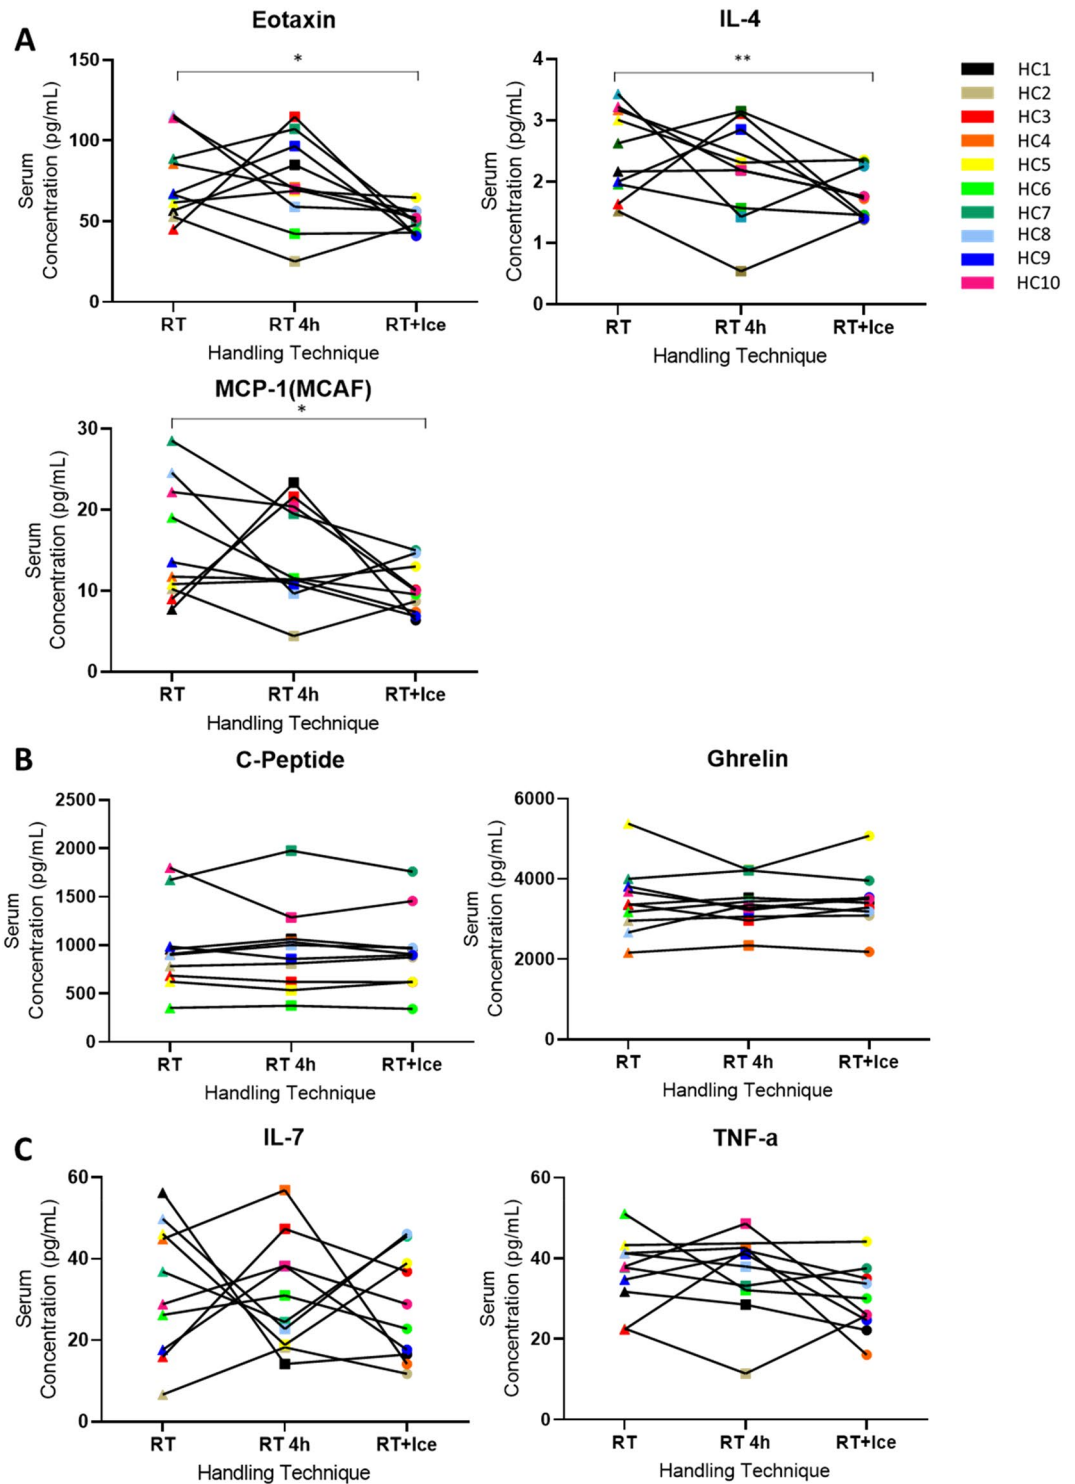 A
Eotaxin
*
150
100
50
0
Serum
Concentration (pg/mL)
RT
RT 4h
RT+Ice
Handling Technique
IL-4
**
4
3
2
1
0
Serum
Concentration (pg/mL)
RT
RT 4h
RT+Ice
Handling Technique
HC1
HC2
HC3
HC4
HC5
HC6
HC7
HC8
HC9
HC10
MCP-1(MCAF)
*
30
20
10
0
Serum
Concentration (pg/mL)
RT
RT 4h
RT+Ice
Handling Technique
B
C-Peptide
2500
2000
1500
1000
500
0
Serum
Concentration (pg/mL)
RT
RT 4h
RT+Ice
Handling Technique
Ghrelin
6000
4000
2000
0
Serum
Concentration (pg/mL)
RT
RT 4h
RT+Ice
Handling Technique
C
IL-7
60
40
20
0
Serum
Concentration (pg/mL)
RT
RT 4h
RT+Ice
Handling Technique
TNF-a
60
40
20
0
Serum
Concentration (pg/mL)
RT
RT 4h
RT+Ice
Handling Technique